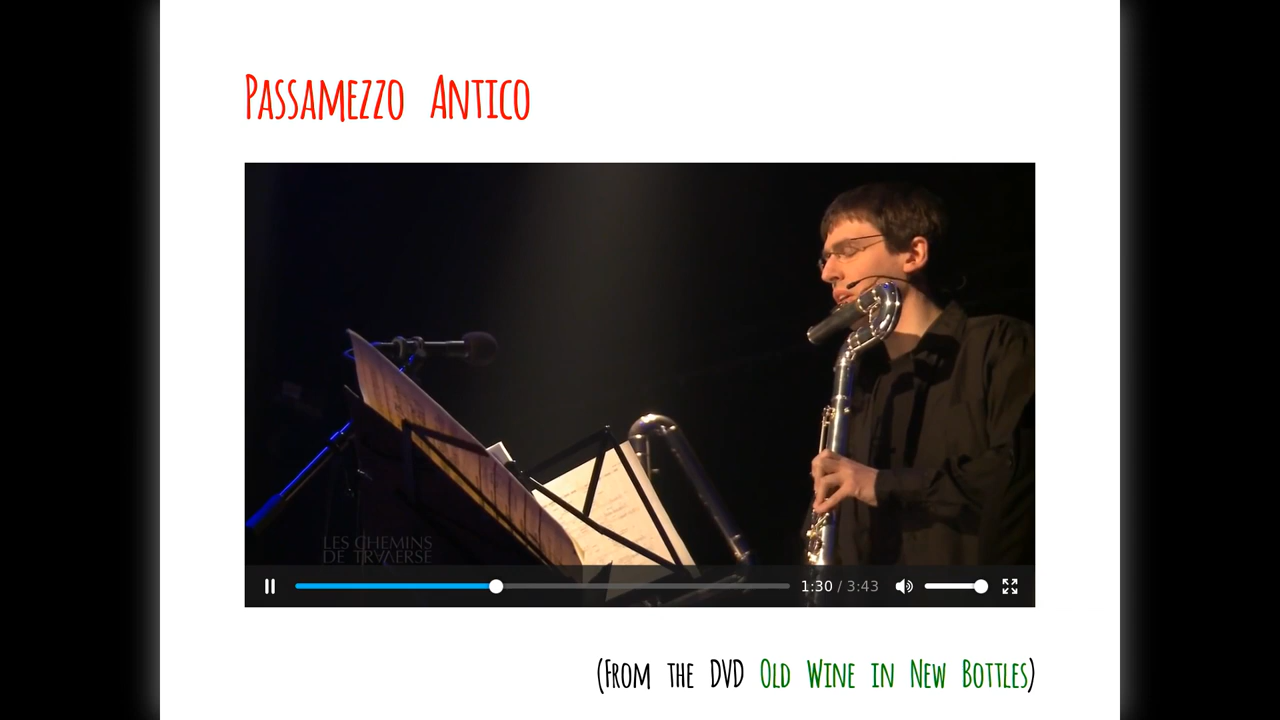 Passamezzo Antico
LES CHEMINS
DE TRAVERSE
1:30 / 3:43
(From the DVD Old Wine in New Bottles)